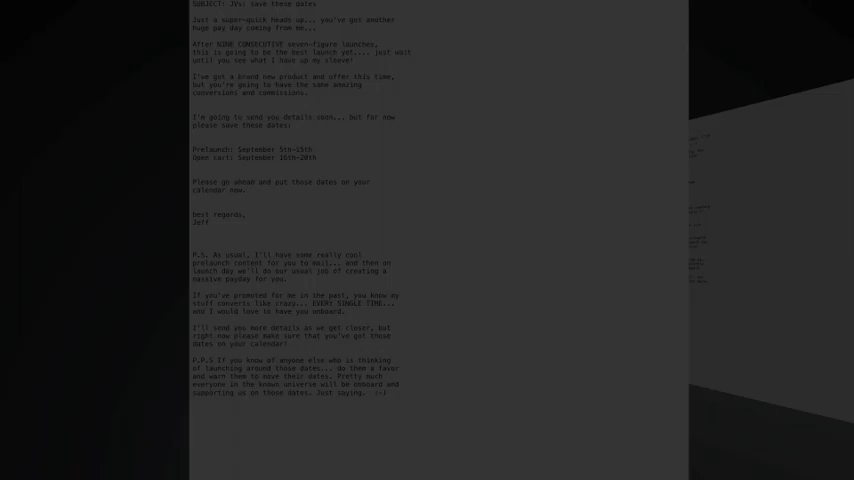 SUBJECT: JVs: save these dates
Just a super-quick heads up... you've got another
huge pay day coming from me...
After NINE CONSECUTIVE seven-figure launches,
this is going to be the best launch yet.... just wait
until you see what I have up my sleeve!
I've got a brand new product and offer this time,
but you're going to have the same amazing
conversions and commissions.
I'm going to send you details soon... but for now
please save these dates:
Prelaunch: September 5th-15th
Open cart: September 16th-20th
Please go ahead and put those dates on your
calendar now.
best regards,
Jeff
P.S. As usual, I'll have some really cool
prelaunch content for you to mail... and then on
launch day we'll do our usual job of creating a
massive payday for you.
If you've promoted for me in the past, you know my
stuff converts like crazy... EVERY SINGLE TIME...
and I would love to have you onboard.
I'll send you more details as we get closer, but
right now please make sure that you've got those
dates on your calendar!
P.P.S If you know of anyone else who is thinking
of launching around those dates... do them a favor
and warn them to move their dates. Pretty much
everyone in the known universe will be onboard and
supporting us on those dates. Just saying. :-)